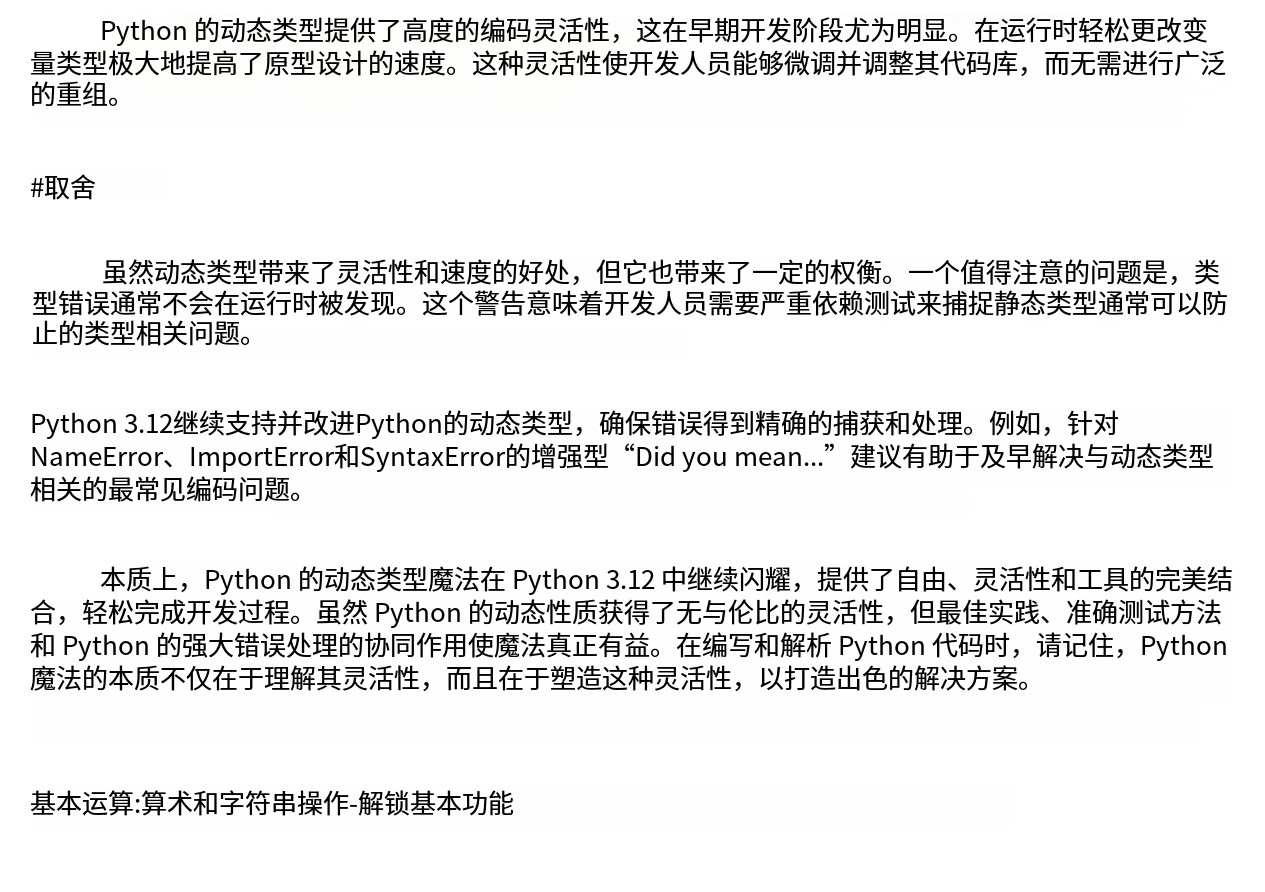 Python 的动态类型提供了高度的编码灵活性，这在早期开发阶段尤为明显。在运行时轻松更改变
量类型极大地提高了原型设计的速度。这种灵活性使开发人员能够微调并调整其代码库，而无需进行广泛
的重组。
#取舍
虽然动态类型带来了灵活性和速度的好处，但它也带来了一定的权衡。一个值得注意的问题是，类
型错误通常不会在运行时被发现。这个警告意味着开发人员需要严重依赖测试来捕捉静态类型通常可以防
止的类型相关问题。
Python 3.12继续支持并改进Python的动态类型，确保错误得到精确的捕获和处理。例如，针对
NameError、ImportError和SyntaxError的增强型“Did you mean...”建议有助于及早解决与动态类型
相关的最常见编码问题。
本质上，Python 的动态类型魔法在 Python 3.12 中继续闪耀，提供了自由、灵活性和工具的完美结
合，轻松完成开发过程。虽然 Python 的动态性质获得了无与伦比的灵活性，但最佳实践、准确测试方法
和 Python 的强大错误处理的协同作用使魔法真正有益。在编写和解析 Python 代码时，请记住，Python
魔法的本质不仅在于理解其灵活性，而且在于塑造这种灵活性，以打造出色的解决方案。
基本运算:算术和字符串操作-解锁基本功能